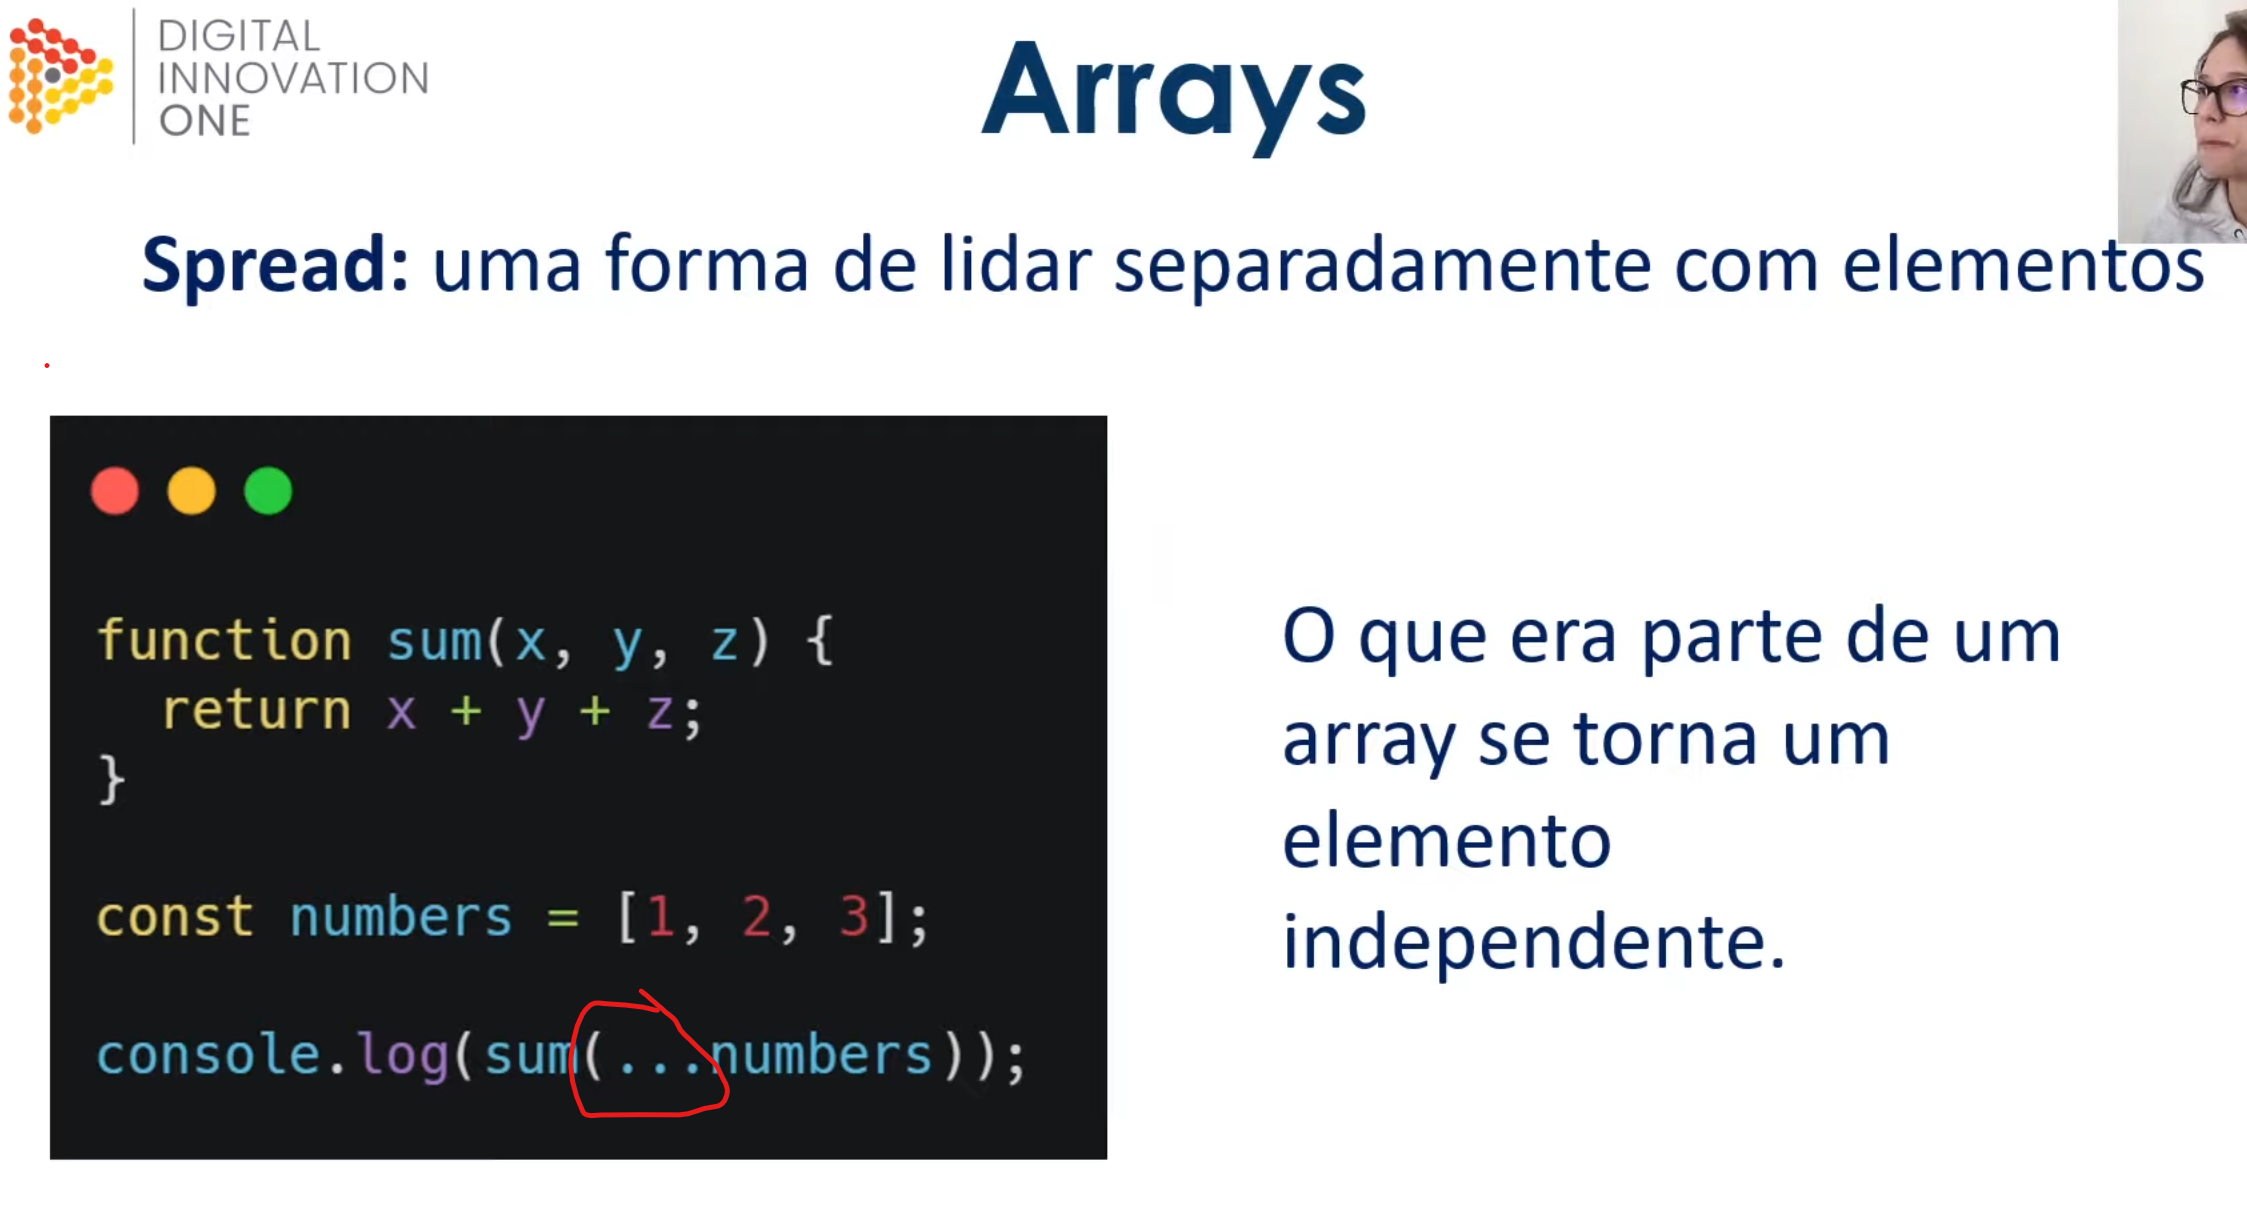 DIGITAL
INNOVATION
ONE
Arrays
Spread: uma forma de lidar separadamente com elementos
function sum(x, y, z) {
  return x + y + z;
}
const numbers = [1, 2, 3];
console.log(sum(...numbers));
O que era parte de um
array se torna um
elemento
independente.